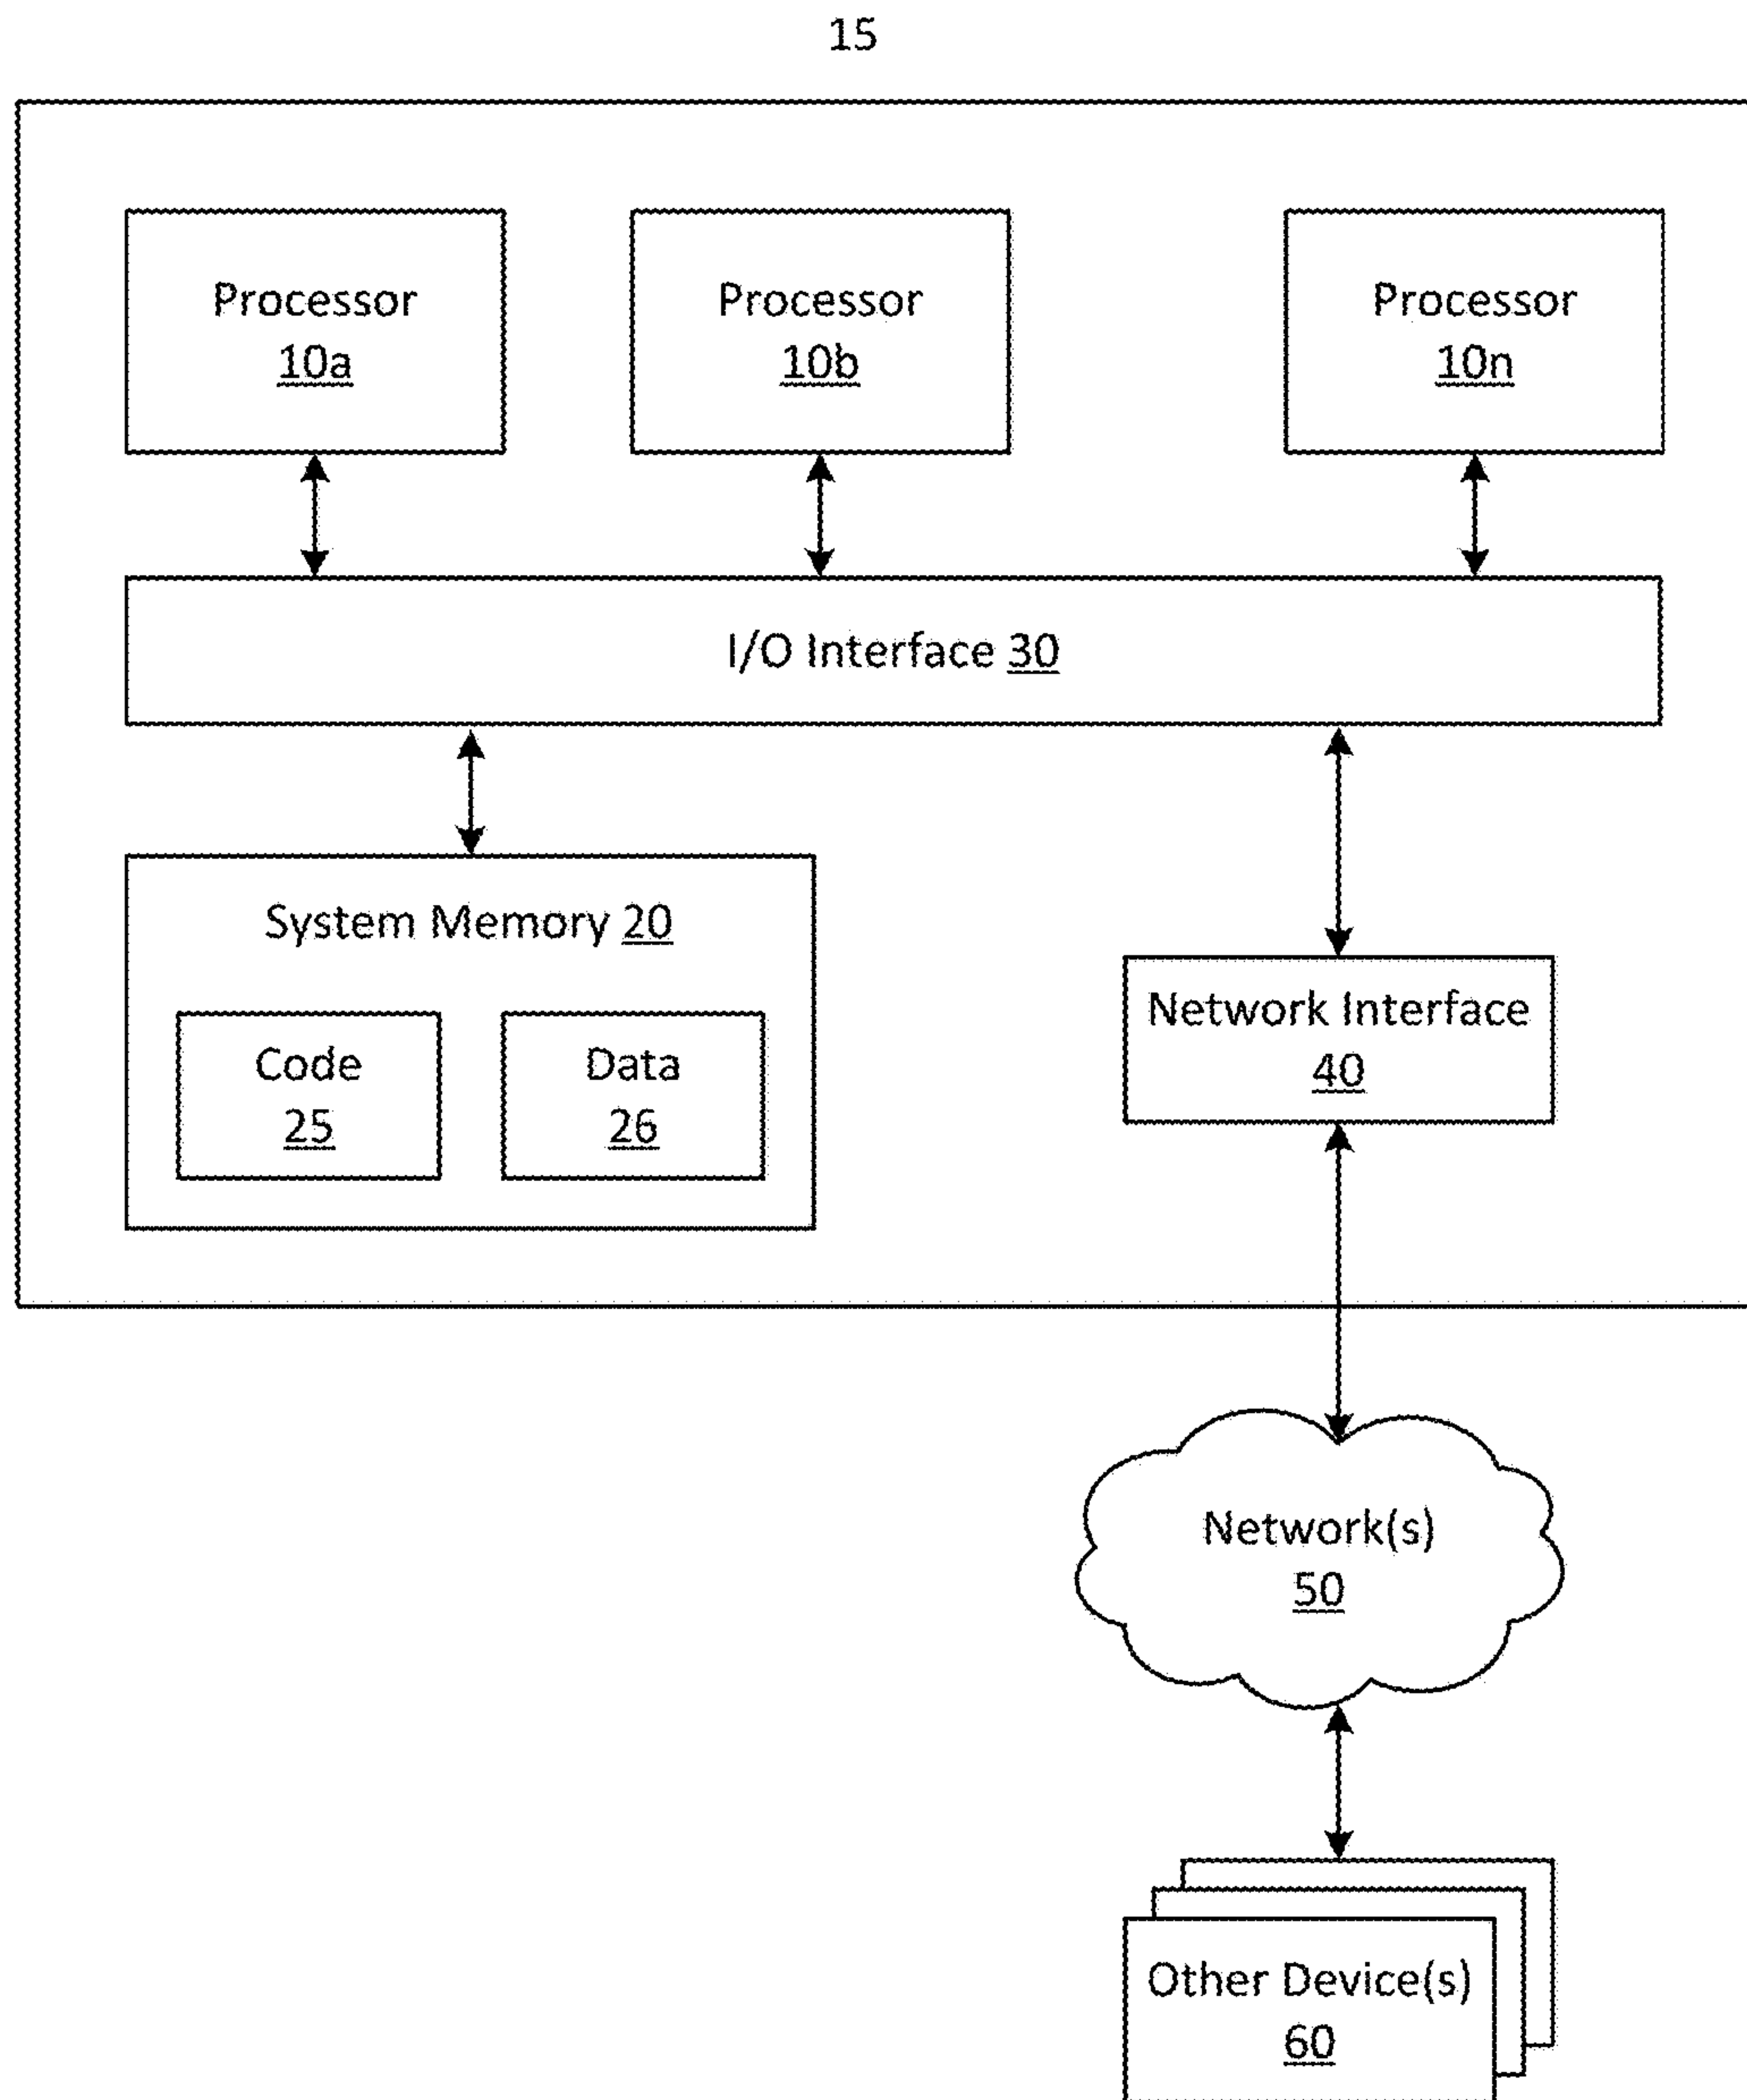 15
Processor
10a
Processor
10b
Processor
10n
I/O Interface 30
System Memory 20
Code
25
Data
26
Network Interface
40
Network(s)
50
Other Device(s)
60